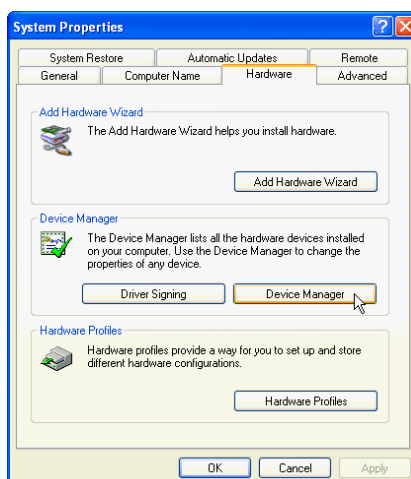 System Properties
System Restore Automatic Updates Remote
General Computer Name Hardware Advanced
Add Hardware Wizard
The Add Hardware Wizard helps you install hardware.
Add Hardware Wizard
Device Manager
The Device Manager lists all the hardware devices installed
on your computer. Use the Device Manager to change the
properties of any device.
Driver Signing Device Manager
Hardware Profiles
Hardware profiles provide a way for you to set up and store
different hardware configurations.
Hardware Profiles
OK Cancel Apply